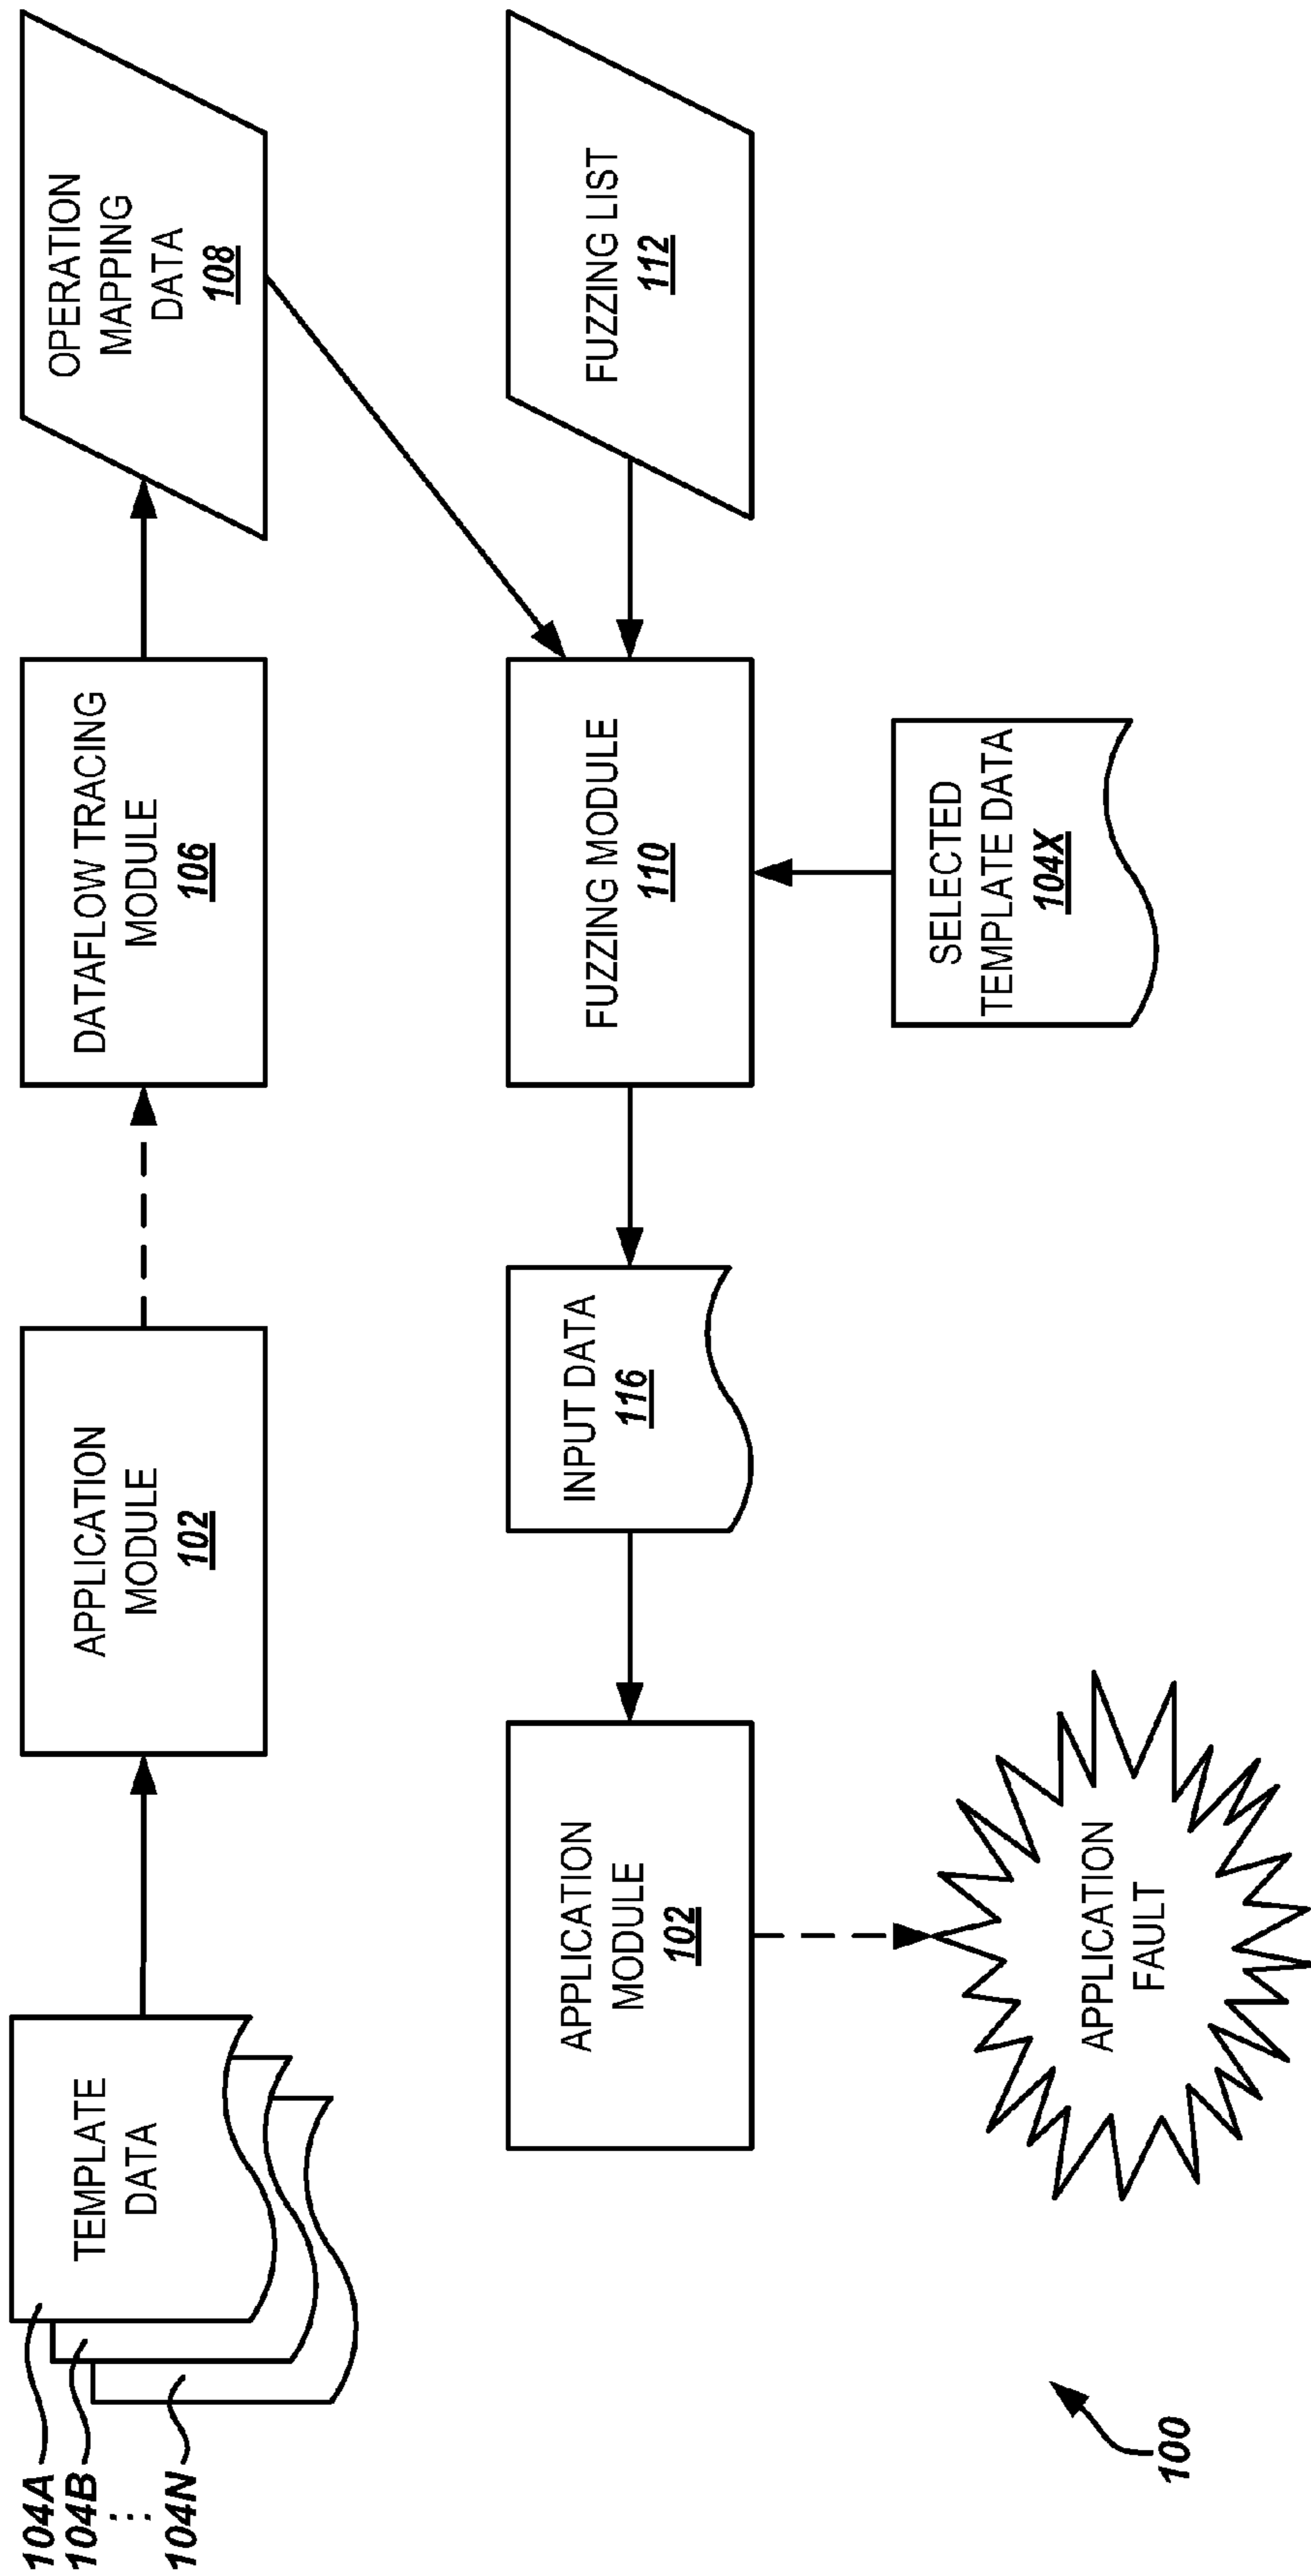 104A
104B
⋮
104N
TEMPLATE
DATA
APPLICATION
MODULE
102
DATAFLOW TRACING
MODULE
106
OPERATION
MAPPING
DATA
108
APPLICATION
MODULE
102
INPUT DATA
116
FUZZING MODULE
110
FUZZING LIST
112
APPLICATION
FAULT
SELECTED
TEMPLATE DATA
104X
100